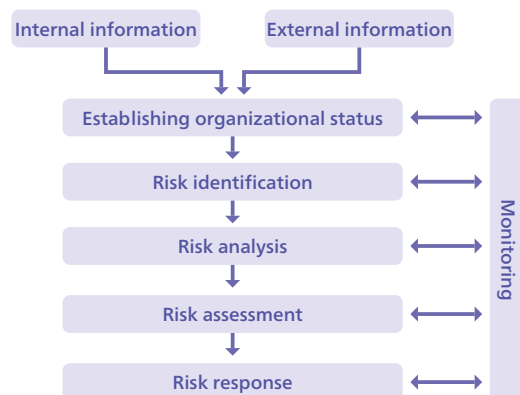 Internal information
External information
Establishing organizational status
Risk identification
Risk analysis
Risk assessment
Risk response
Monitoring